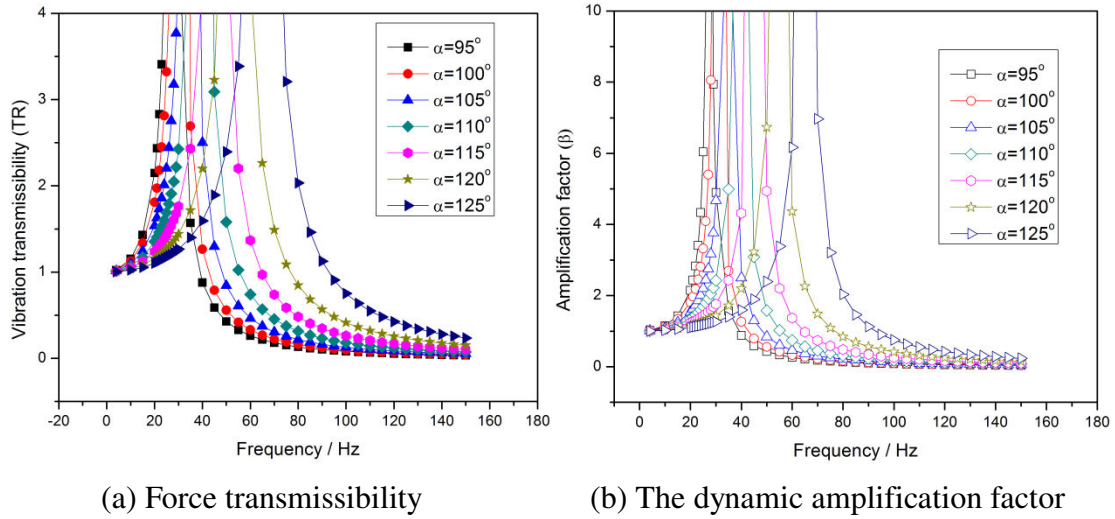 4
3
2
1
0
Vibration transmissibility (TR)
-20 0 20 40 60 80 100 120 140 160 180
Frequency / Hz
α=95°
α=100°
α=105°
α=110°
α=115°
α=120°
α=125°
(a) Force transmissibility
10
8
6
4
2
0
Amplification factor (β)
-20 0 20 40 60 80 100 120 140 160 180
Frequency / Hz
α=95°
α=100°
α=105°
α=110°
α=115°
α=120°
α=125°
(b) The dynamic amplification factor